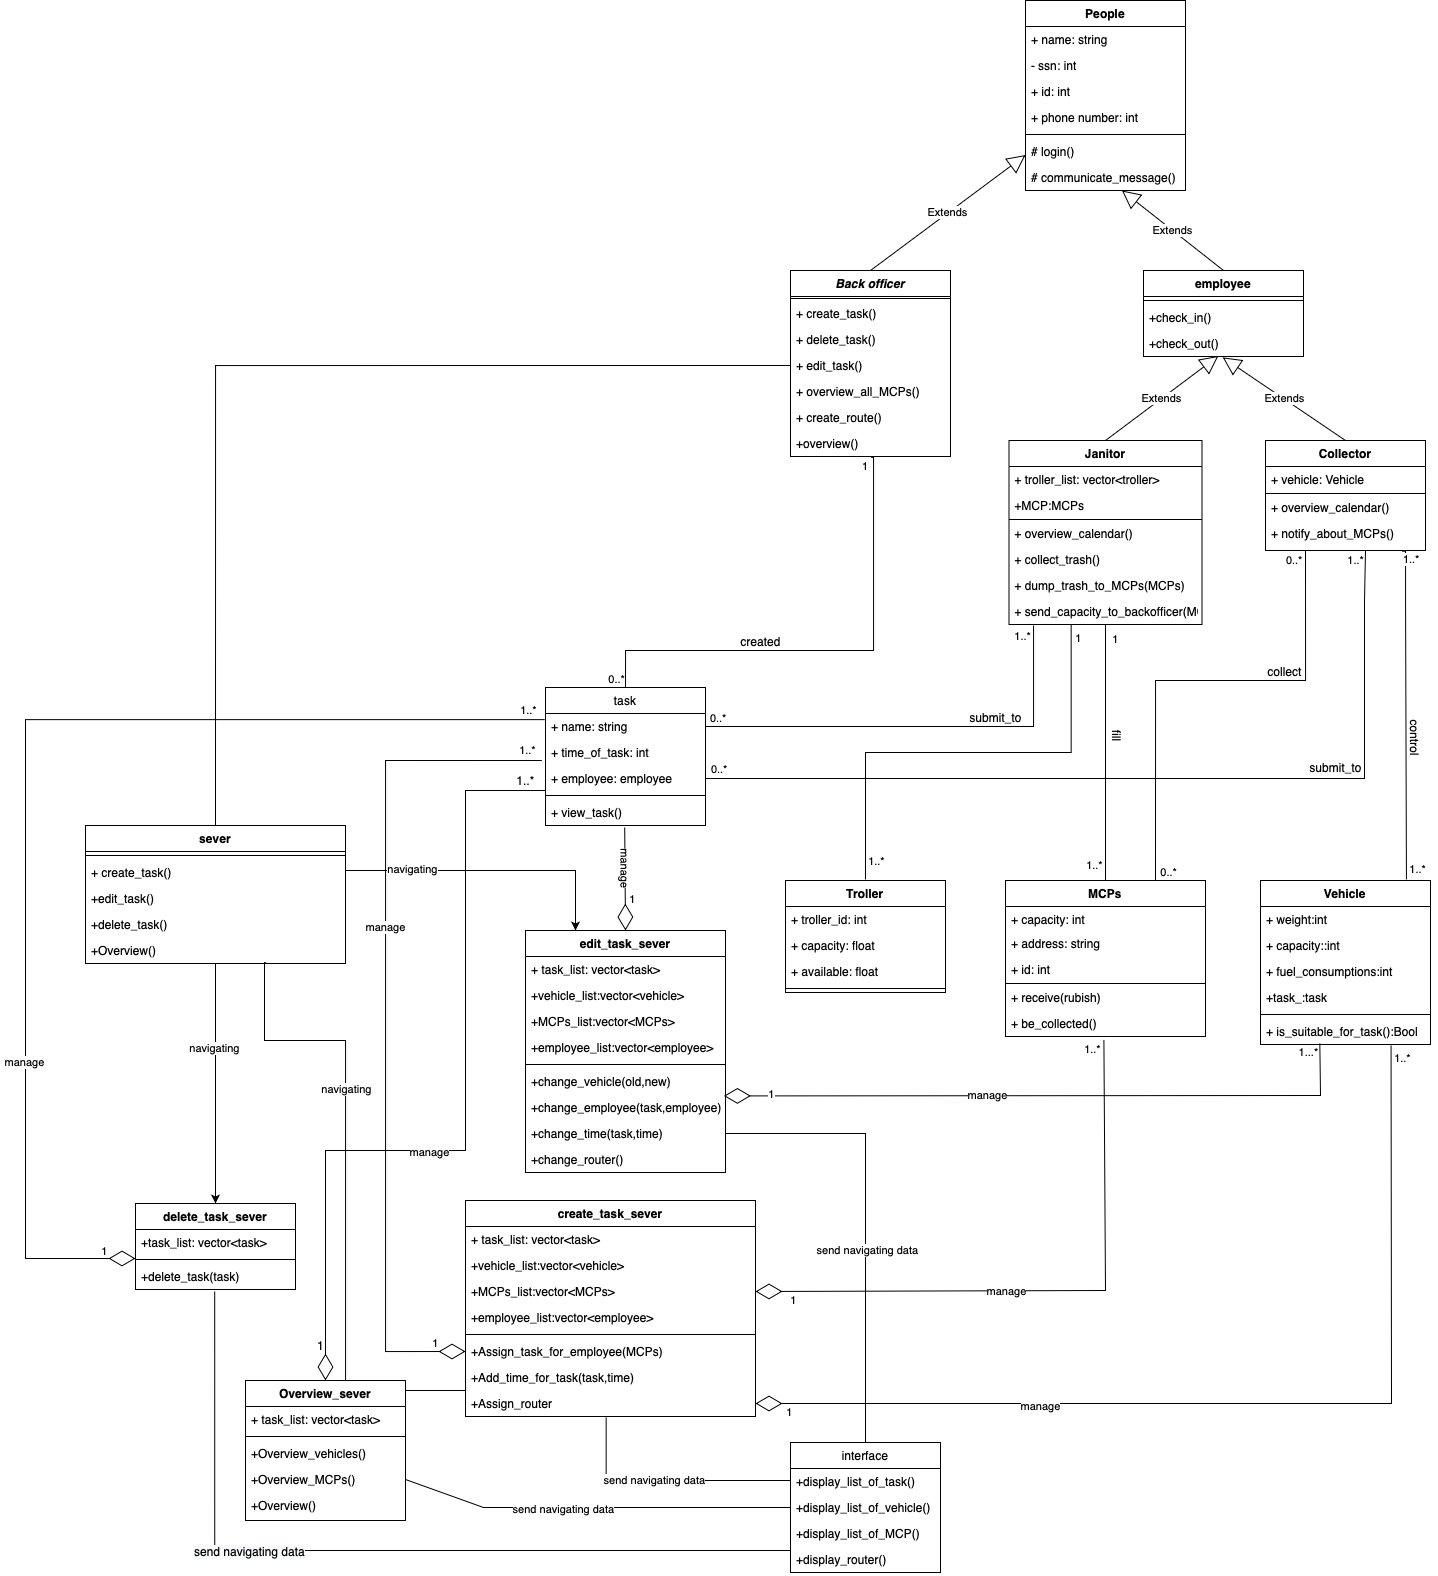 People
+ name: string
- ssn: int
+ id: int
+ phone number: int
# login()
# communicate_message()
Extends
Extends
Back officer
+ create_task()
+ delete_task()
+ edit_task()
+ overview_all_MCPs()
+ create_route()
+overview()
1
employee
+check_in()
+check_out()
Extends
Extends
Janitor
+ troller_list: vector<troller>
+MCP:MCPs
+ overview_calendar()
+ collect_trash()
+ dump_trash_to_MCPs(MCPs)
+ send_capacity_to_backofficer(M
1..*
1
1
Collector
+ vehicle: Vehicle
+ overview_calendar()
+ notify_about_MCPs()
0..*
1..*
1..*
created
0..*
collect
fill
control
task
+ name: string
+ time_of_task: int
+ employee: employee
+ view_task()
1..*
1..*
1..*
0..*
submit_to
0..*
submit_to
sever
+ create_task()
+edit_task()
+delete_task()
+Overview()
navigating
manage
1
manage
1..*
1..*
0..*
1..*
Troller
+ troller_id: int
+ capacity: float
+ available: float
MCPs
+ capacity: int
+ address: string
+ id: int
+ receive(rubish)
+ be_collected()
1..*
Vehicle
+ weight:int
+ capacity::int
+ fuel_consumptions:int
+task_:task
+ is_suitable_for_task():Bool
1...*
1..*
edit_task_sever
+ task_list: vector<task>
+vehicle_list:vector<vehicle>
+MCPs_list:vector<MCPs>
+employee_list:vector<employee>
+change_vehicle(old,new)
+change_employee(task,employee)
+change_time(task,time)
+change_router()
1
manage
manage
navigating
navigating
manage
delete_task_sever
+task_list: vector<task>
+delete_task(task)
1
create_task_sever
+ task_list: vector<task>
+vehicle_list:vector<vehicle>
+MCPs_list:vector<MCPs>
+employee_list:vector<employee>
+Assign_task_for_employee(MCPs)
+Add_time_for_task(task,time)
+Assign_router
1
1
manage
1
manage
send navigating data
1
Overview_sever
+ task_list: vector<task>
+Overview_vehicles()
+Overview_MCPs()
+Overview()
send navigating data
send navigating data
send navigating data
interface
+display_list_of_task()
+display_list_of_vehicle()
+display_list_of_MCP()
+display_router()